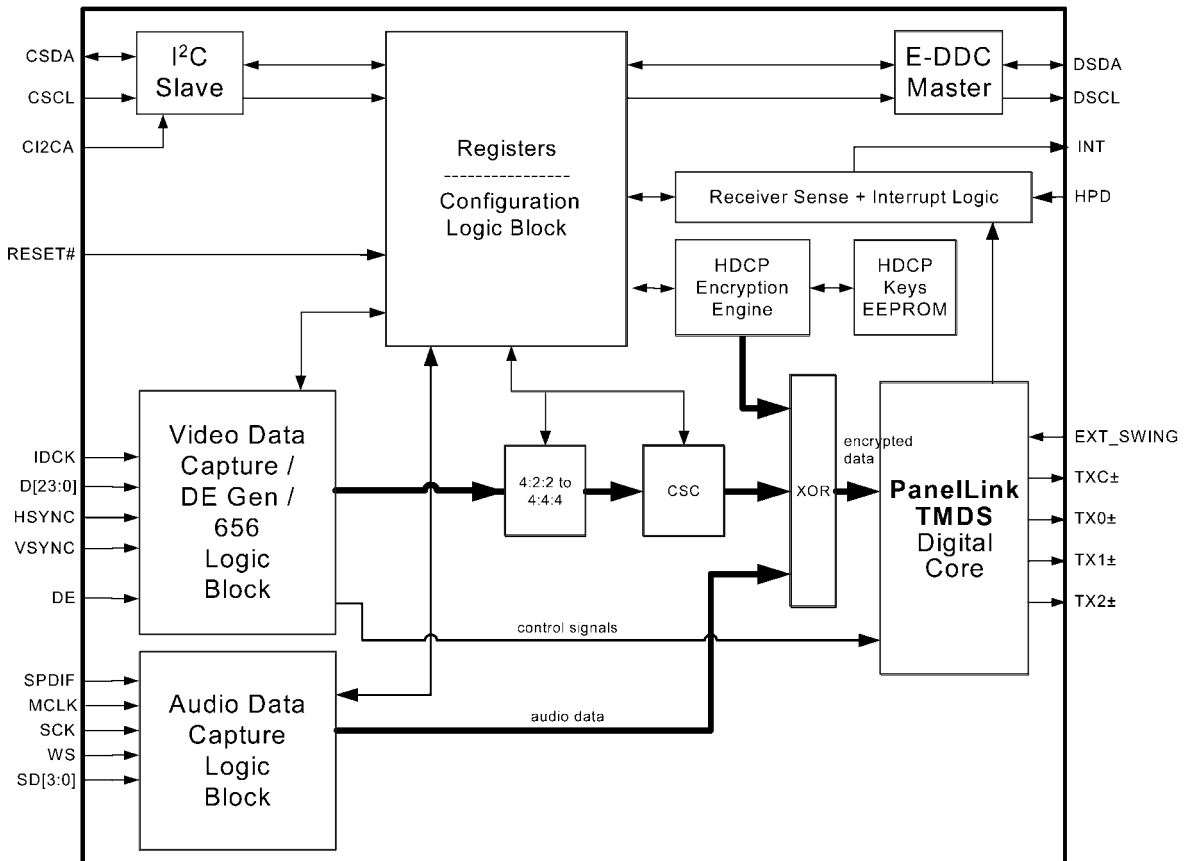 CSDA
CSCL
CI2CA
RESET#
I²C
Slave
Registers
----------------
Configuration
Logic Block
E-DDC
Master
DSDA
DSCL
INT
HPD
Receiver Sense + Interrupt Logic
HDCP
Encryption
Engine
HDCP
Keys
EEPROM
IDCK
D[23:0]
HSYNC
VSYNC
DE
Video Data
Capture /
DE Gen /
656
Logic
Block
4:2:2 to
4:4:4
CSC
XOR
encrypted
data
PanelLink
TMDS
Digital
Core
EXT_SWING
TXC±
TX0±
TX1±
TX2±
control signals
SPDIF
MCLK
SCK
WS
SD[3:0]
Audio Data
Capture
Logic
Block
audio data